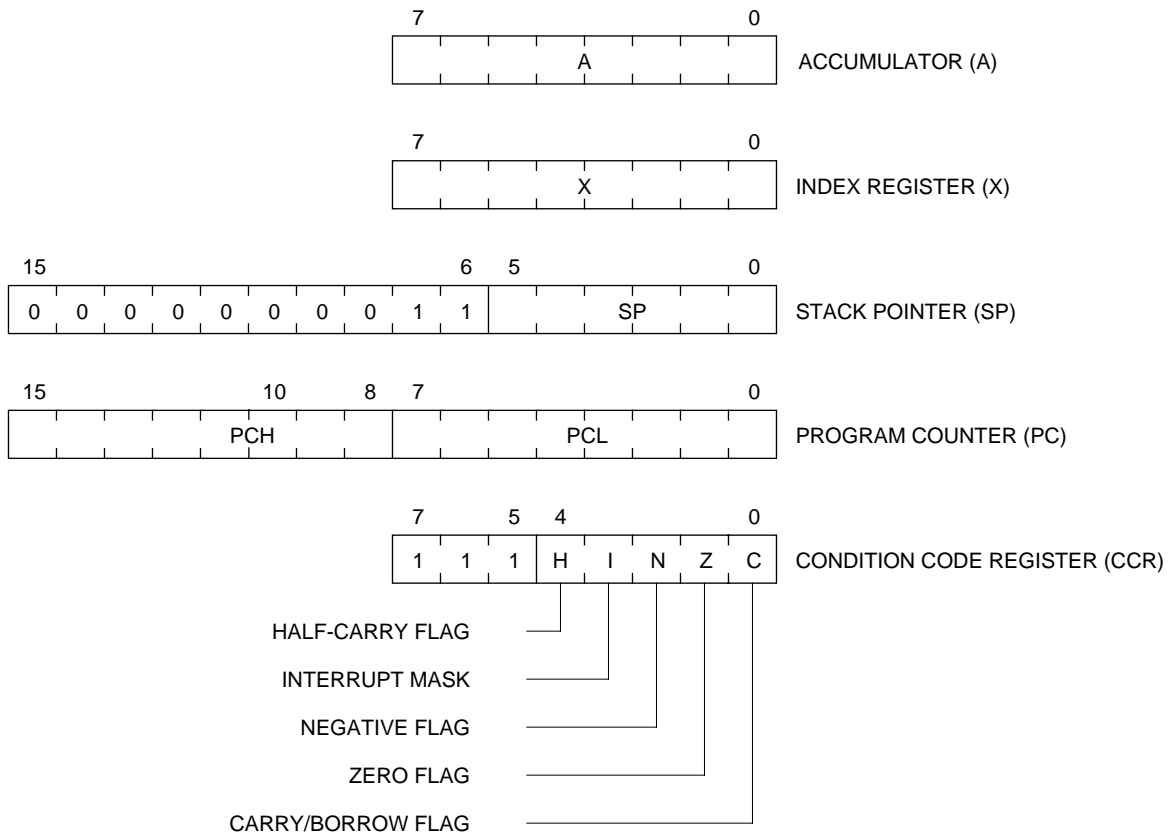 7 0
A ACCUMULATOR (A)
7 0
X INDEX REGISTER (X)
15 6 5 0
0 0 0 0 0 0 0 0 1 1 SP STACK POINTER (SP)
15 10 8 7 0
PCH PCL PROGRAM COUNTER (PC)
7 5 4 0
1 1 1 H I N Z C CONDITION CODE REGISTER (CCR)
HALF-CARRY FLAG
INTERRUPT MASK
NEGATIVE FLAG
ZERO FLAG
CARRY/BORROW FLAG